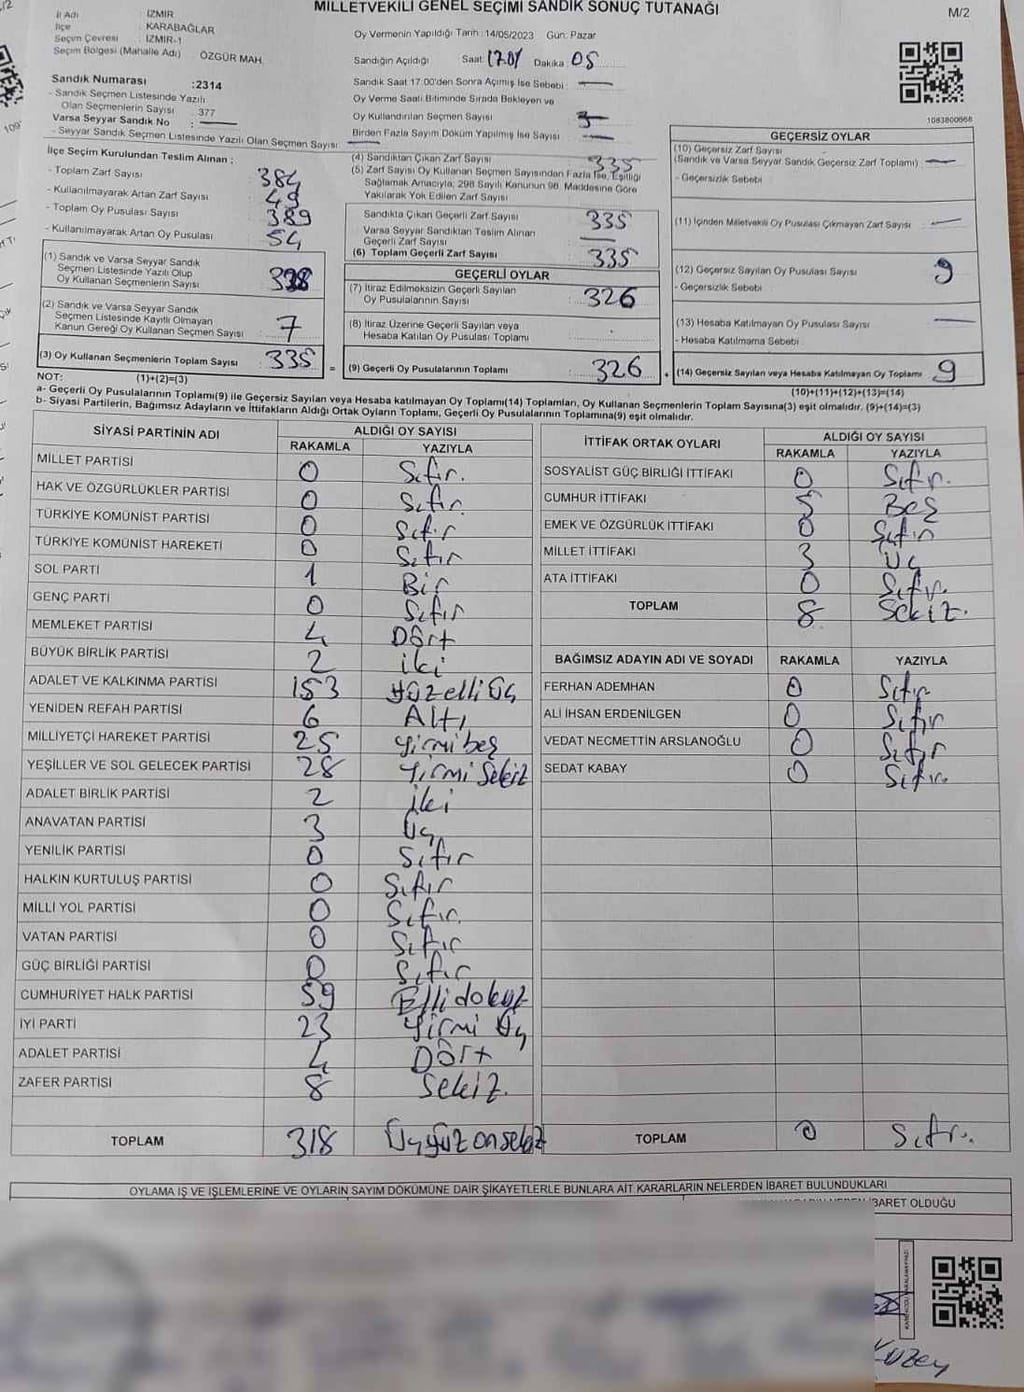 MİLLETVEKİLİ GENEL SEÇİMİ SANDIK SONUÇ TUTANAĞI
M/2
İl Adı : İZMİR
İlçe : KARABAĞLAR
Seçim Çevresi : İZMİR-1
Seçim Bölgesi (Mahalle Adı) ÖZGÜR MAH.
Sandık Numarası :2314
- Sandık Seçmen Listesinde Yazılı
Olan Seçmenlerin Sayısı : 377
Varsa Seyyar Sandık No :
- Seyyar Sandık Seçmen Listesinde Yazılı Olan Seçmen Sayısı:
Oy Vermenin Yapıldığı Tarih : 14/05/2023 Gün: Pazar
Sandığın Açıldığı Saat: Dakika: 05
Sandık Saat 17.00'den Sonra Açılmış İse Sebebi :
Oy Verme Saati Bitiminde Sırada Bekleyen ve
Oy Kullandırılan Seçmen Sayısı :
Birden Fazla Sayım Döküm Yapılmış İse Sayısı :
1083800968
İlçe Seçim Kurulundan Teslim Alınan :
- Toplam Zarf Sayısı : 384
- Kullanılmayarak Artan Zarf Sayısı : 49
- Toplam Oy Pusulası Sayısı : 389
- Kullanılmayarak Artan Oy Pusulası : 54
(1) Sandık ve Varsa Seyyar Sandık
Seçmen Listesinde Yazılı Olup
Oy Kullanan Seçmenlerin Sayısı :
(2) Sandık ve Varsa Seyyar Sandık
Seçmen Listesinde Kayıtlı Olmayan
Kanun Gereği Oy Kullanan Seçmen Sayısı : 7
(3) Oy Kullanan Seçmenlerin Toplam Sayısı : 335 =
(1)+(2)=(3)
(4) Sandıktan Çıkan Zarf Sayısı : 335
(5) Zarf Sayısı Oy Kullanan Seçmen Sayısından Fazla İse, Eşitliği
Sağlamak Amacıyla, 298 Sayılı Kanunun 98. Maddesine Göre
Yakılarak Yok Edilen Zarf Sayısı :
Sandıkta Çıkan Geçerli Zarf Sayısı : 335
Varsa Seyyar Sandıktan Teslim Alınan
Geçerli Zarf Sayısı :
(6) Toplam Geçerli Zarf Sayısı : 335
GEÇERLİ OYLAR
(7) İtiraz Edilmeksizin Geçerli Sayılan
Oy Pusulalarının Sayısı : 326
(8) İtiraz Üzerine Geçerli Sayılan veya
Hesaba Katılan Oy Pusulası Toplamı :
(9) Geçerli Oy Pusulalarının Toplamı : 326 +
GEÇERSİZ OYLAR
(10) Geçersiz Zarf Sayısı
(Sandık ve Varsa Seyyar Sandık Geçersiz Zarf Toplamı) :
- Geçersizlik Sebebi :
(11) İçinden Milletvekili Oy Pusulası Çıkmayan Zarf Sayısı :
(12) Geçersiz Sayılan Oy Pusulası Sayısı : 9
- Geçersizlik Sebebi :
(13) Hesaba Katılmayan Oy Pusulası Sayısı :
- Hesaba Katılmama Sebebi :
(14) Geçersiz Sayılan veya Hesaba Katılmayan Oy Toplamı : 9
(10)+(11)+(12)+(13)=(14)
NOT:
a- Geçerli Oy Pusulalarının Toplamı(9) ile Geçersiz Sayılan veya Hesaba katılmayan Oy Toplamı(14) Toplamları, Oy Kullanan Seçmenlerin Toplam Sayısına(3) eşit olmalıdır. (9)+(14)=(3)
b- Siyasi Partilerin, Bağımsız Adayların ve İttifakların Aldığı Ortak Oyların Toplamı, Geçerli Oy Pusulalarının Toplamına(9) eşit olmalıdır.
SİYASİ PARTİNİN ADI
ALDIĞI OY SAYISI
RAKAMLA YAZIYLA
MİLLET PARTİSİ 0 Sıfır.
HAK VE ÖZGÜRLÜKLER PARTİSİ 0 Sıfır
TÜRKİYE KOMÜNİST PARTİSİ 0 Sıfır
TÜRKİYE KOMÜNİST HAREKETİ 0 Sıfır
SOL PARTİ 1 Bir
GENÇ PARTİ 0 Sıfır
MEMLEKET PARTİSİ 4 Dört
BÜYÜK BİRLİK PARTİSİ 2 iki
ADALET VE KALKINMA PARTİSİ 153 Yüzelli Üç
YENİDEN REFAH PARTİSİ 6 Altı
MİLLİYETÇİ HAREKET PARTİSİ 25 Yirmibeş
YEŞİLLER VE SOL GELECEK PARTİSİ 28 Yirmi Sekiz
ADALET BİRLİK PARTİSİ 2 iki
ANAVATAN PARTİSİ 3 Üç
YENİLİK PARTİSİ 0 Sıfır
HALKIN KURTULUŞ PARTİSİ 0 Sıfır
MİLLİ YOL PARTİSİ 0 Sıfır.
VATAN PARTİSİ 0 Sıfır
GÜÇ BİRLİĞİ PARTİSİ 0 Sıfır
CUMHURİYET HALK PARTİSİ 59 Ellidokuz
İYİ PARTİ 23 Yirmi Üç
ADALET PARTİSİ 4 Dört
ZAFER PARTİSİ 8 Sekiz.
TOPLAM 318 Üçyüz onsekiz
İTTİFAK ORTAK OYLARI
ALDIĞI OY SAYISI
RAKAMLA YAZIYLA
SOSYALİST GÜÇ BİRLİĞİ İTTİFAKI 0 Sıfır.
CUMHUR İTTİFAKI 5 Beş
EMEK VE ÖZGÜRLÜK İTTİFAKI 0 Sıfır
MİLLET İTTİFAKI 3 Üç
ATA İTTİFAKI 0 Sıfır.
TOPLAM 8 Sekiz.
BAĞIMSIZ ADAYIN ADI VE SOYADI RAKAMLA YAZIYLA
FERHAN ADEMHAN 0 Sıfır
ALİ İHSAN ERDENİLGEN 0 Sıfır
VEDAT NECMETTİN ARSLANOĞLU 0 Sıfır
SEDAT KABAY 0 Sıfır.
TOPLAM 0 Sıfır.
OYLAMA İŞ VE İŞLEMLERİNE VE OYLARIN SAYIM DÖKÜMÜNE DAİR ŞİKAYETLERLE BUNLARA AİT KARARLARIN NELERDEN İBARET BULUNDUKLARI
İBARET OLDUĞU